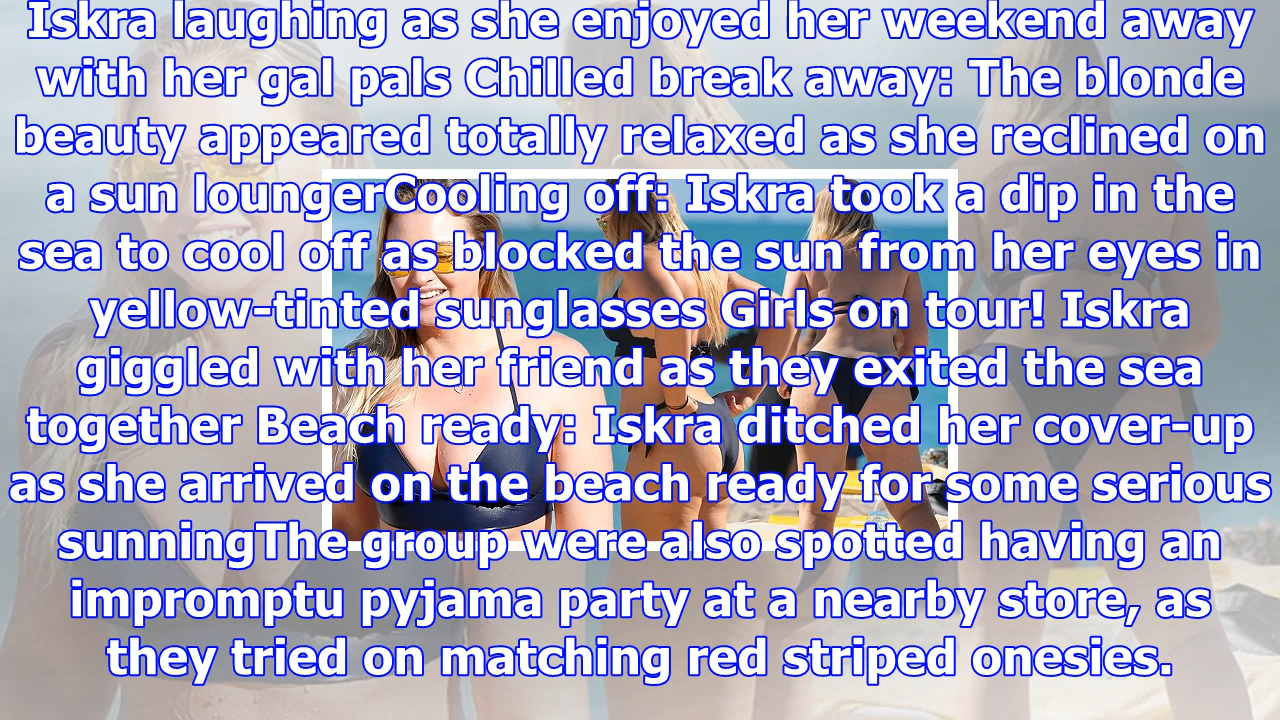 Iskra laughing as she enjoyed her weekend away
with her gal pals Chilled break away: The blonde
beauty appeared totally relaxed as she reclined on
a sun loungerCooling off: Iskra took a dip in the
sea to cool off as blocked the sun from her eyes in
yellow-tinted sunglasses Girls on tour! Iskra
giggled with her friend as they exited the sea
together Beach ready: Iskra ditched her cover-up
as she arrived on the beach ready for some serious
sunningThe group were also spotted having an
impromptu pyjama party at a nearby store, as
they tried on matching red striped onesies.